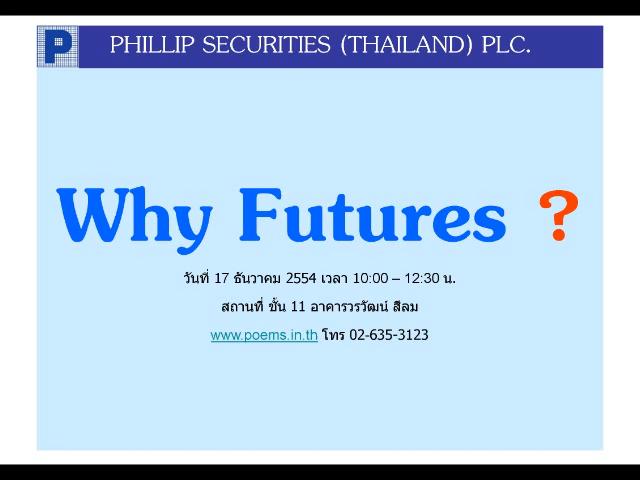 P
PHILLIP SECURITIES (THAILAND) PLC.
Why Futures ?
วันที่ 17 ธันวาคม 2554 เวลา 10:00 – 12:30 น.
สถานที่ ชั้น 11 อาคารวรวัฒน์ สีลม
www.poems.in.th โทร 02-635-3123